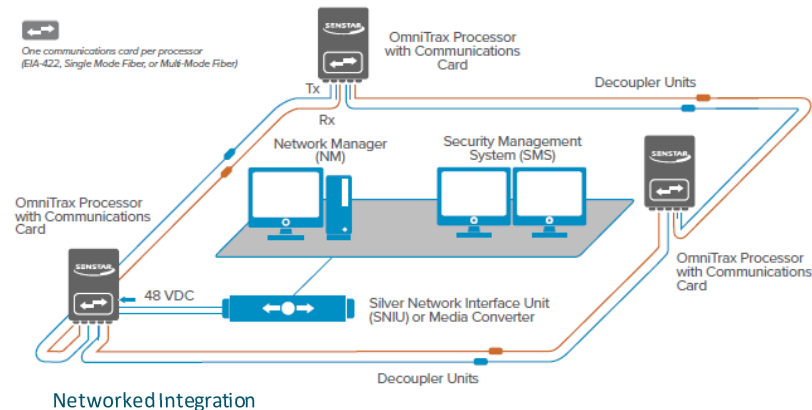 One communications card per processor
(EIA-422, Single Mode Fiber, or Multi-Mode Fiber)
SENSTAR
OmniTrax Processor
with Communications
Card
Tx
Rx
Decoupler Units
Network Manager
(NM)
Security Management
System (SMS)
SENSTAR
OmniTrax Processor
with Communications
Card
OmniTrax Processor
with Communications
Card
SENSTAR
48 VDC
Silver Network Interface Unit
(SNIU) or Media Converter
Decoupler Units
Networked Integration